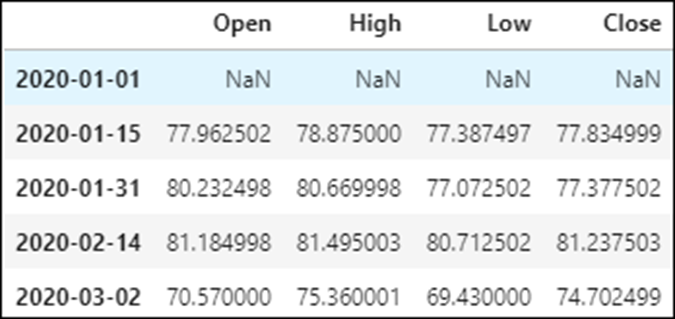 Open High Low Close
2020-01-01 NaN NaN NaN NaN
2020-01-15 77.962502 78.875000 77.387497 77.834999
2020-01-31 80.232498 80.669998 77.072502 77.377502
2020-02-14 81.184998 81.495003 80.712502 81.237503
2020-03-02 70.570000 75.360001 69.430000 74.702499